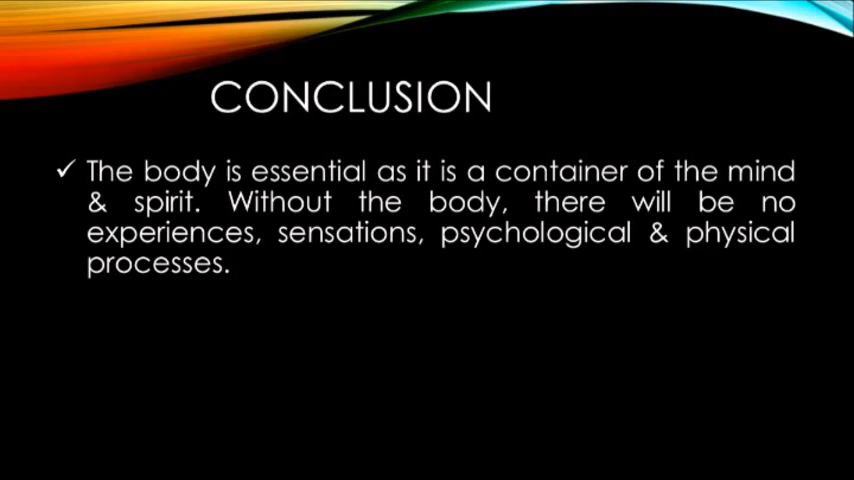 CONCLUSION
✓ The body is essential as it is a container of the mind
& spirit. Without the body, there will be no
experiences, sensations, psychological & physical
processes.